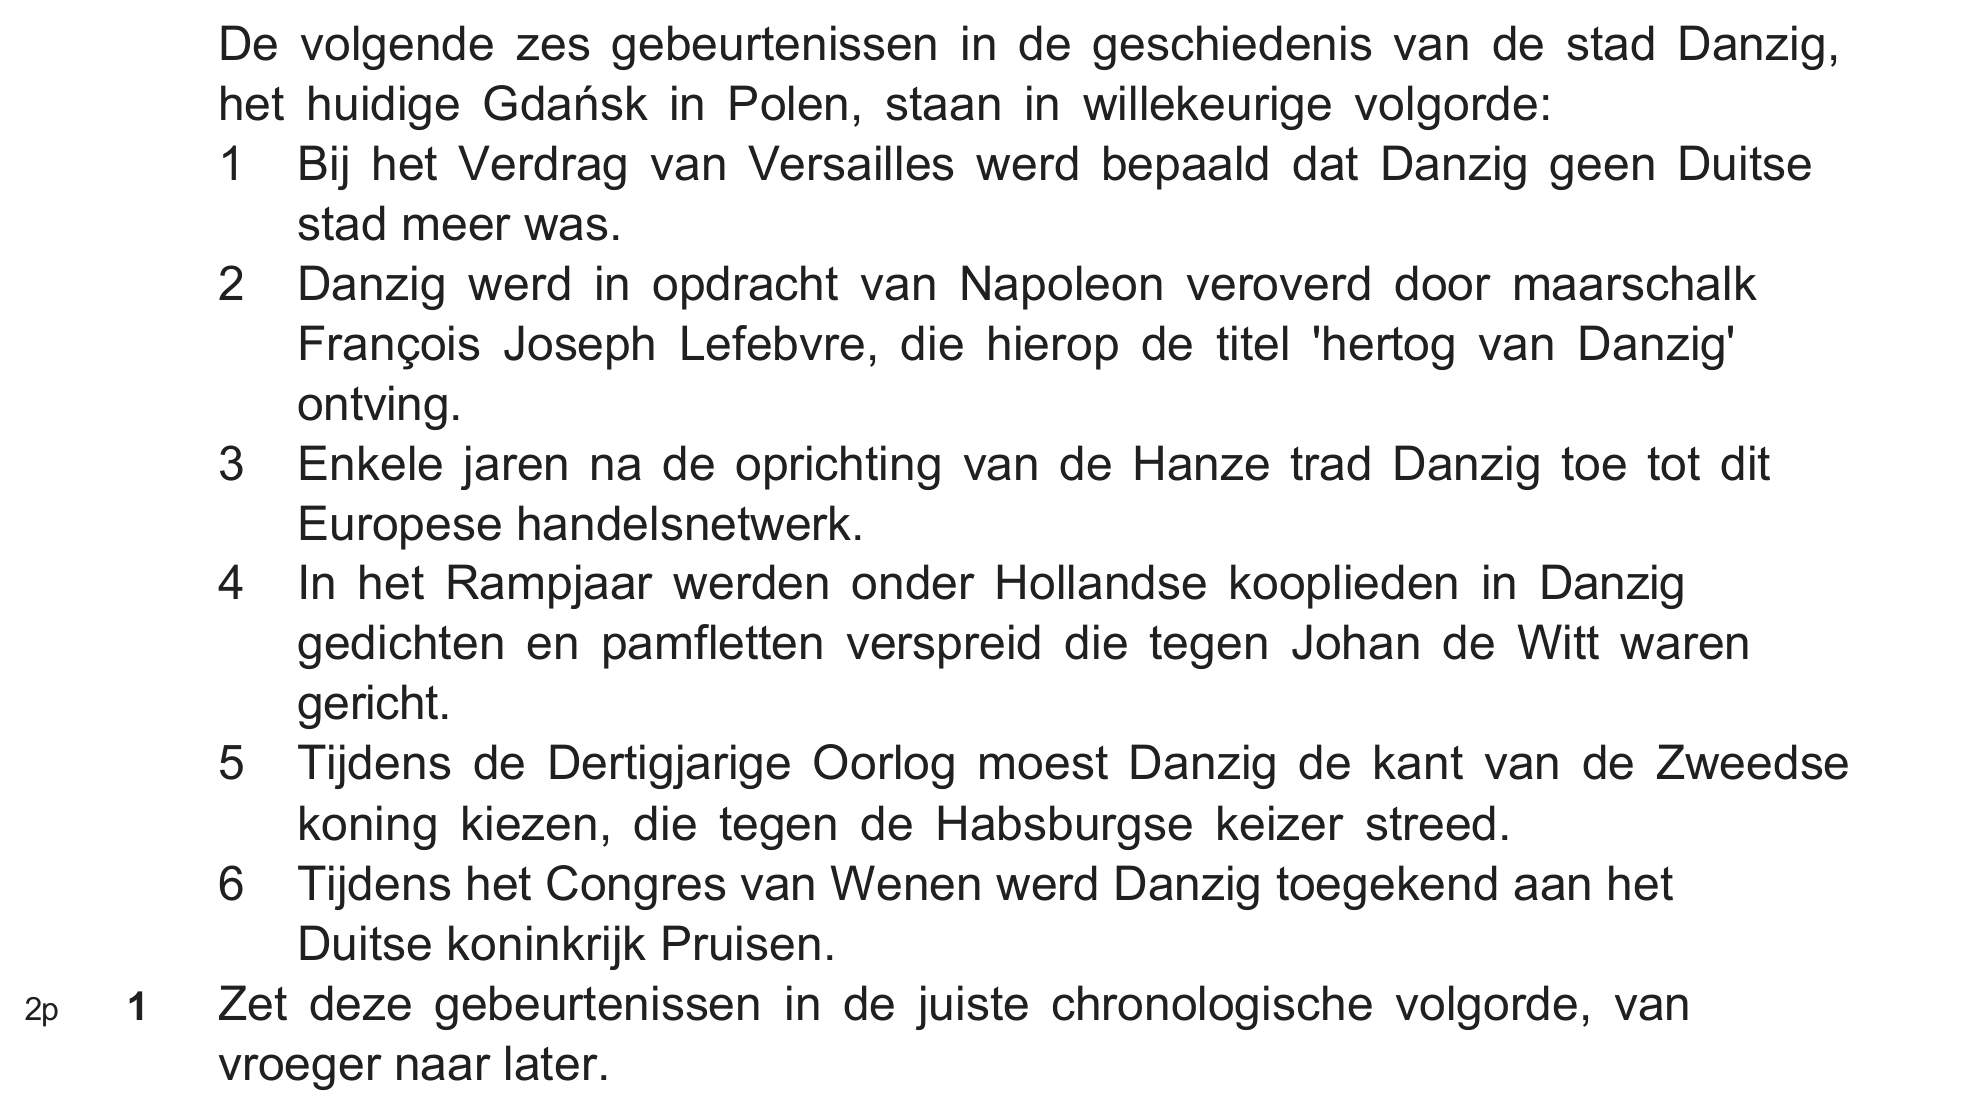 De volgende zes gebeurtenissen in de geschiedenis van de stad Danzig,
het huidige Gdańsk in Polen, staan in willekeurige volgorde:
1 Bij het Verdrag van Versailles werd bepaald dat Danzig geen Duitse
stad meer was.
2 Danzig werd in opdracht van Napoleon veroverd door maarschalk
François Joseph Lefebvre, die hierop de titel 'hertog van Danzig'
ontving.
3 Enkele jaren na de oprichting van de Hanze trad Danzig toe tot dit
Europese handelsnetwerk.
4 In het Rampjaar werden onder Hollandse kooplieden in Danzig
gedichten en pamfletten verspreid die tegen Johan de Witt waren
gericht.
5 Tijdens de Dertigjarige Oorlog moest Danzig de kant van de Zweedse
koning kiezen, die tegen de Habsburgse keizer streed.
6 Tijdens het Congres van Wenen werd Danzig toegekend aan het
Duitse koninkrijk Pruisen.
2p 1 Zet deze gebeurtenissen in de juiste chronologische volgorde, van
vroeger naar later.